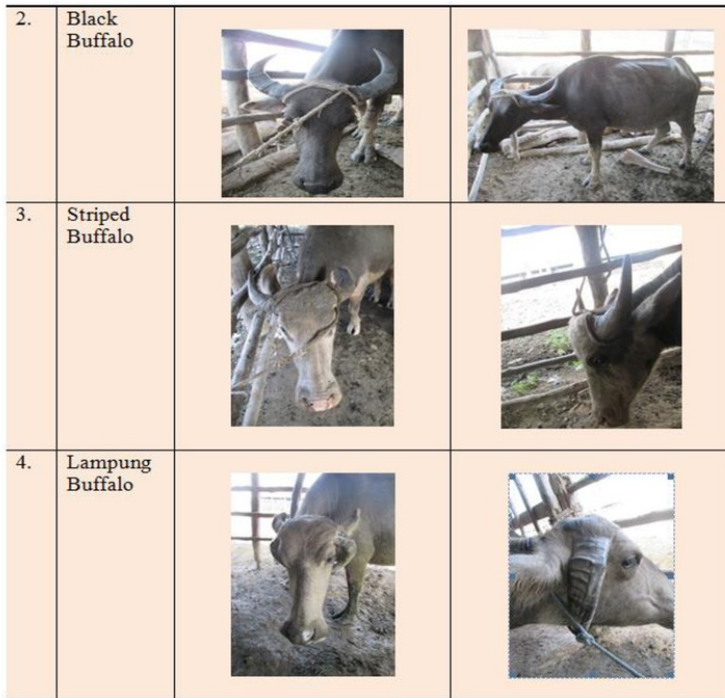 2.
Black
Buffalo
3.
Striped
Buffalo
4.
Lampung
Buffalo